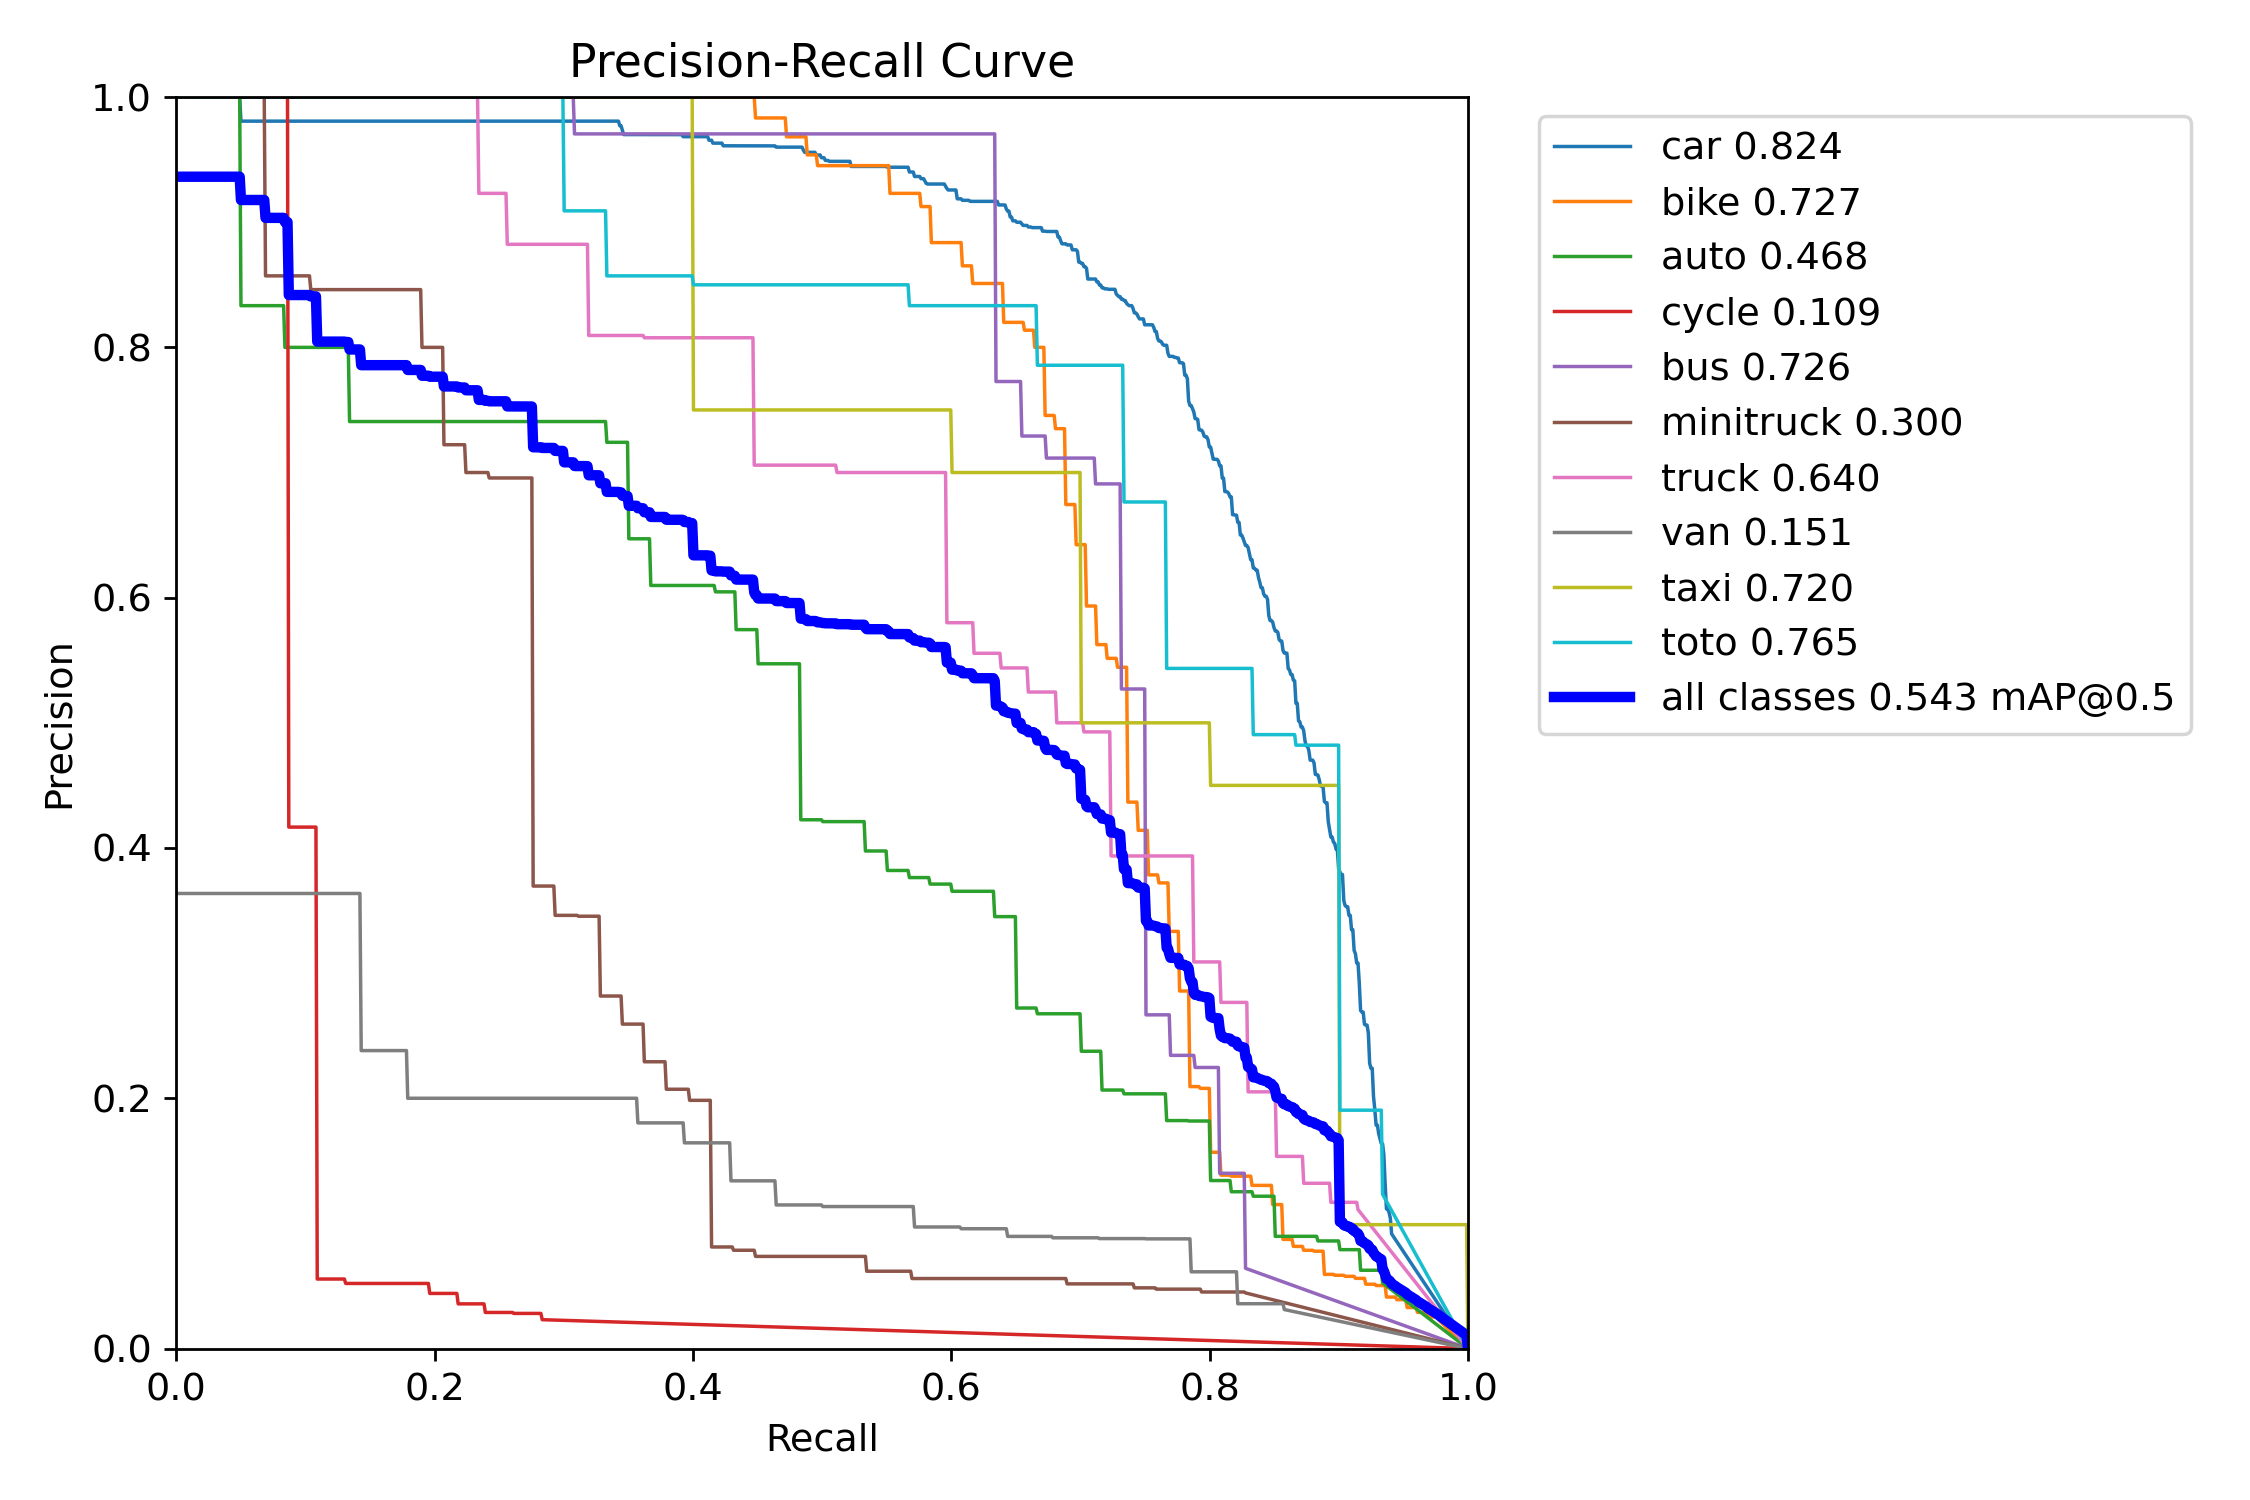 Precision-Recall Curve
1.0
0.8
0.6
0.4
0.2
0.0
Precision
0.0 0.2 0.4 0.6 0.8 1.0
Recall
car 0.824
bike 0.727
auto 0.468
cycle 0.109
bus 0.726
minitruck 0.300
truck 0.640
van 0.151
taxi 0.720
toto 0.765
all classes 0.543 mAP@0.5